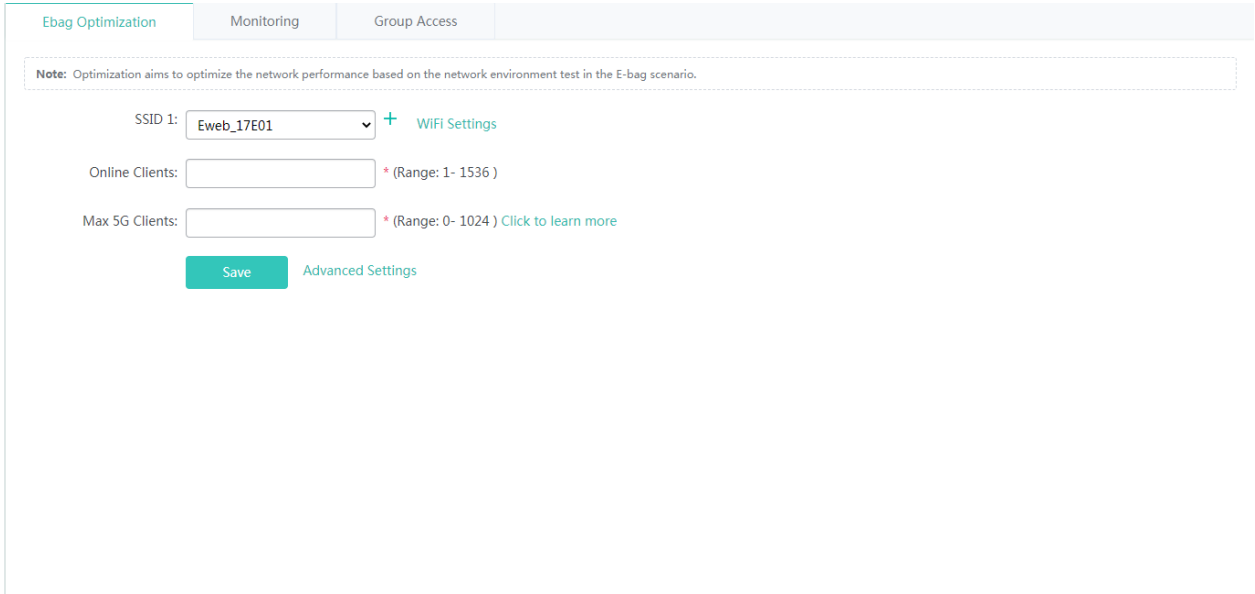 Ebag Optimization Monitoring Group Access
Note: Optimization aims to optimize the network performance based on the network environment test in the E-bag scenario.
SSID 1: Eweb_17E01 + WiFi Settings
Online Clients: * (Range: 1- 1536 )
Max 5G Clients: * (Range: 0- 1024 ) Click to learn more
Save Advanced Settings